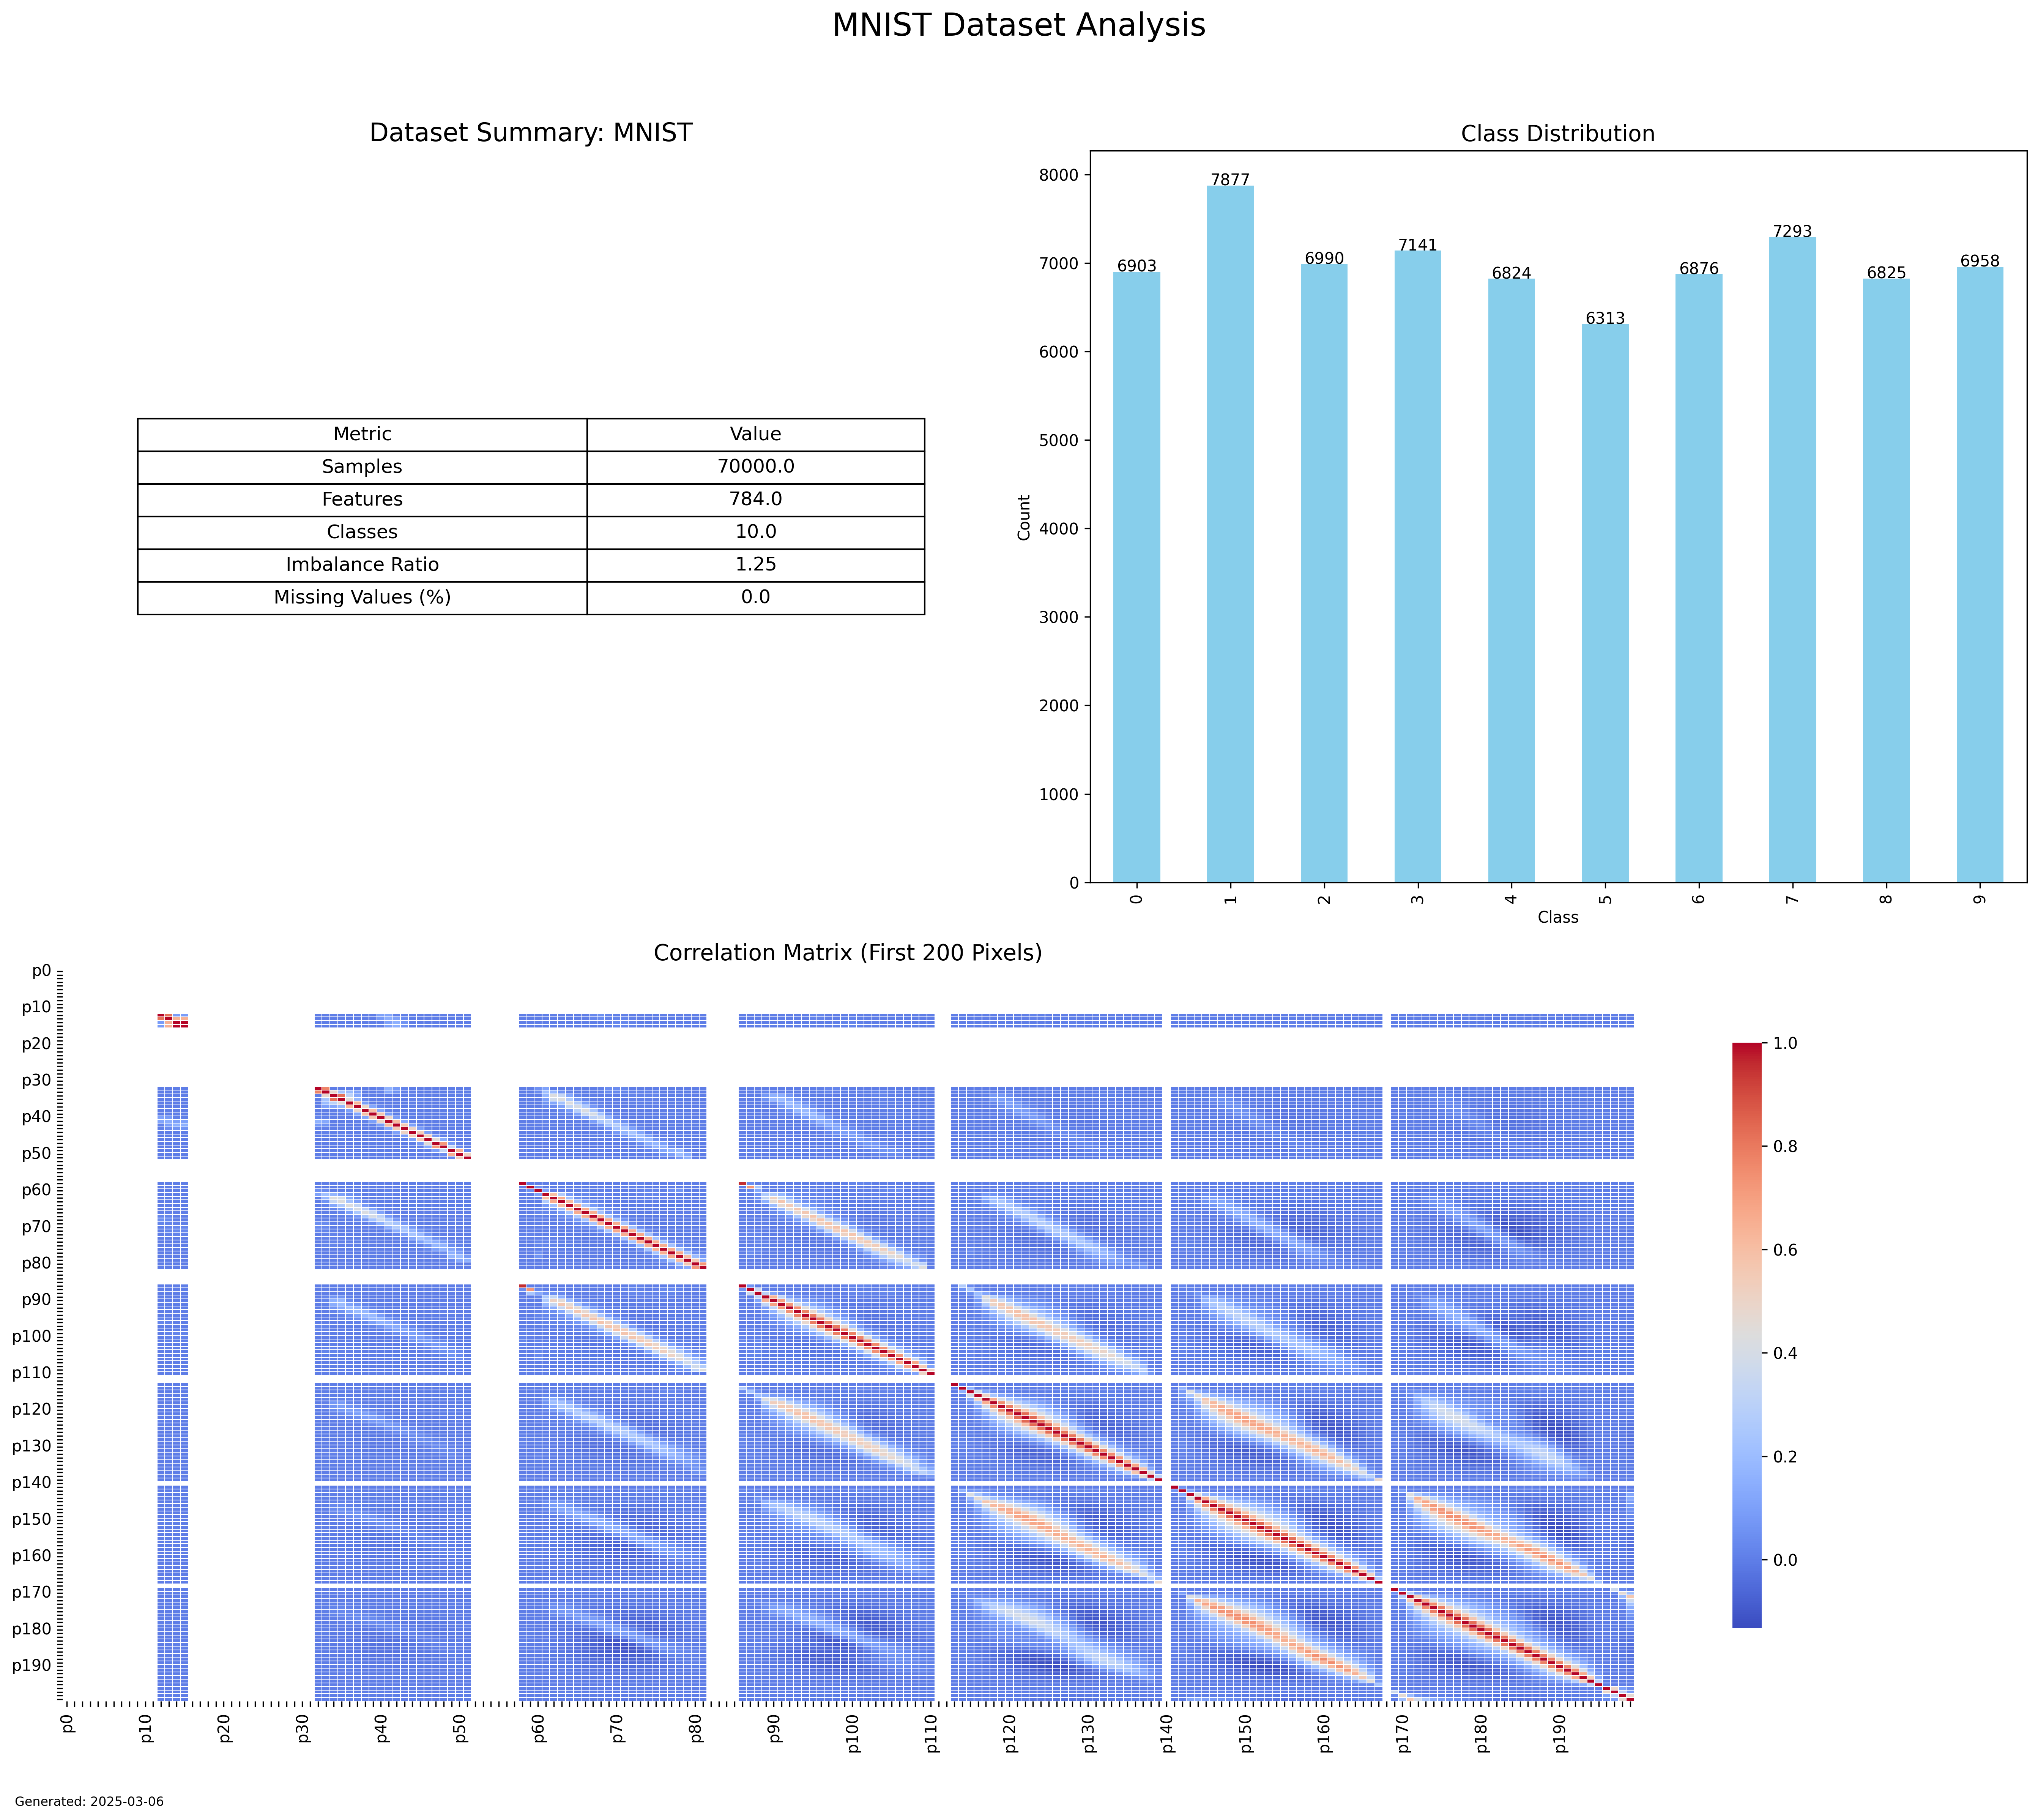 MNIST Dataset Analysis
Dataset Summary: MNIST
Metric Value
Samples 70000.0
Features 784.0
Classes 10.0
Imbalance Ratio 1.25
Missing Values (%) 0.0
Class Distribution
Count
8000
7000
6000
5000
4000
3000
2000
1000
0
6903 7877 6990 7141 6824 6313 6876 7293 6825 6958
0 1 2 3 4 5 6 7 8 9
Class
Correlation Matrix (First 200 Pixels)
p0
p10
p20
p30
p40
p50
p60
p70
p80
p90
p100
p110
p120
p130
p140
p150
p160
p170
p180
p190
p0 p10 p20 p30 p40 p50 p60 p70 p80 p90 p100 p110 p120 p130 p140 p150 p160 p170 p180 p190
1.0
0.8
0.6
0.4
0.2
0.0
Generated: 2025-03-06